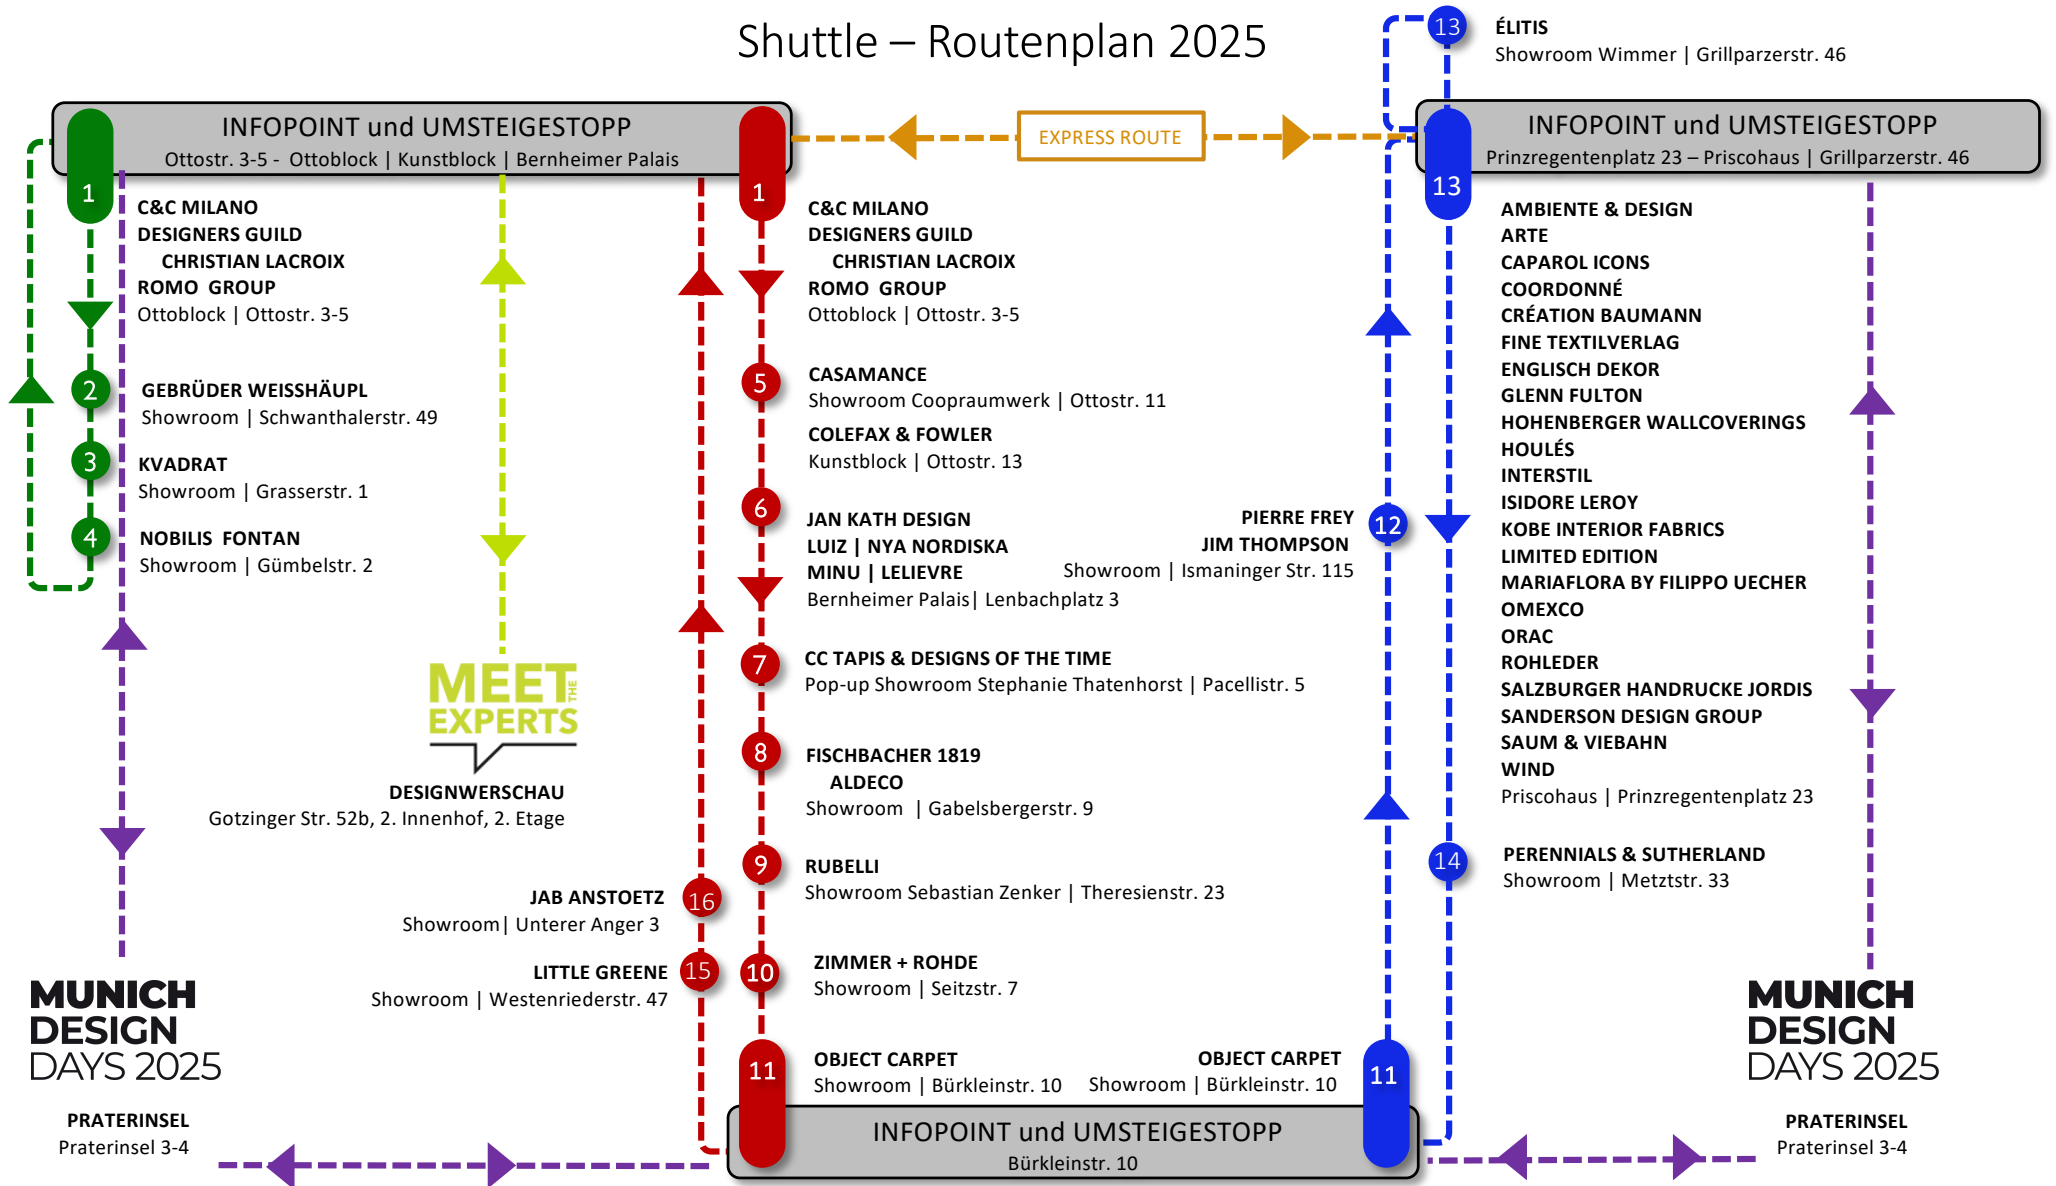 Shuttle – Routenplan 2025
13
ÉLITIS
Showroom Wimmer | Grillparzerstr. 46
INFOPOINT und UMSTEIGESTOPP
Ottostr. 3-5 - Ottoblock | Kunstblock | Bernheimer Palais
EXPRESS ROUTE
INFOPOINT und UMSTEIGESTOPP
Prinzregentenplatz 23 – Priscohaus | Grillparzerstr. 46
1
C&C MILANO
DESIGNERS GUILD
CHRISTIAN LACROIX
ROMO GROUP
Ottoblock | Ottostr. 3-5
2
GEBRÜDER WEISSHÄUPL
Showroom | Schwanthalerstr. 49
3
KVADRAT
Showroom | Grasserstr. 1
4
NOBILIS FONTAN
Showroom | Gümbelstr. 2
MEET THE
EXPERTS
DESIGNWERSCHAU
Gotzinger Str. 52b, 2. Innenhof, 2. Etage
16
JAB ANSTOETZ
Showroom| Unterer Anger 3
15
LITTLE GREENE
Showroom | Westenriederstr. 47
MUNICH
DESIGN
DAYS 2025
PRATERINSEL
Praterinsel 3-4
1
C&C MILANO
DESIGNERS GUILD
CHRISTIAN LACROIX
ROMO GROUP
Ottoblock | Ottostr. 3-5
5
CASAMANCE
Showroom Coopraumwerk | Ottostr. 11
COLEFAX & FOWLER
Kunstblock | Ottostr. 13
6
JAN KATH DESIGN
LUIZ | NYA NORDISKA
MINU | LELIEVRE
Bernheimer Palais| Lenbachplatz 3
7
CC TAPIS & DESIGNS OF THE TIME
Pop-up Showroom Stephanie Thatenhorst | Pacellistr. 5
8
FISCHBACHER 1819
ALDECO
Showroom | Gabelsbergerstr. 9
9
RUBELLI
Showroom Sebastian Zenker | Theresienstr. 23
10
ZIMMER + ROHDE
Showroom | Seitzstr. 7
11
OBJECT CARPET
Showroom | Bürkleinstr. 10
OBJECT CARPET
Showroom | Bürkleinstr. 10
11
INFOPOINT und UMSTEIGESTOPP
Bürkleinstr. 10
PIERRE FREY
JIM THOMPSON
Showroom | Ismaninger Str. 115
12
13
AMBIENTE & DESIGN
ARTE
CAPAROL ICONS
COORDONNÉ
CRÉATION BAUMANN
FINE TEXTILVERLAG
ENGLISCH DEKOR
GLENN FULTON
HOHENBERGER WALLCOVERINGS
HOULÉS
INTERSTIL
ISIDORE LEROY
KOBE INTERIOR FABRICS
LIMITED EDITION
MARIAFLORA BY FILIPPO UECHER
OMEXCO
ORAC
ROHLEDER
SALZBURGER HANDRUCKE JORDIS
SANDERSON DESIGN GROUP
SAUM & VIEBAHN
WIND
Priscohaus | Prinzregentenplatz 23
14
PERENNIALS & SUTHERLAND
Showroom | Metztstr. 33
MUNICH
DESIGN
DAYS 2025
PRATERINSEL
Praterinsel 3-4